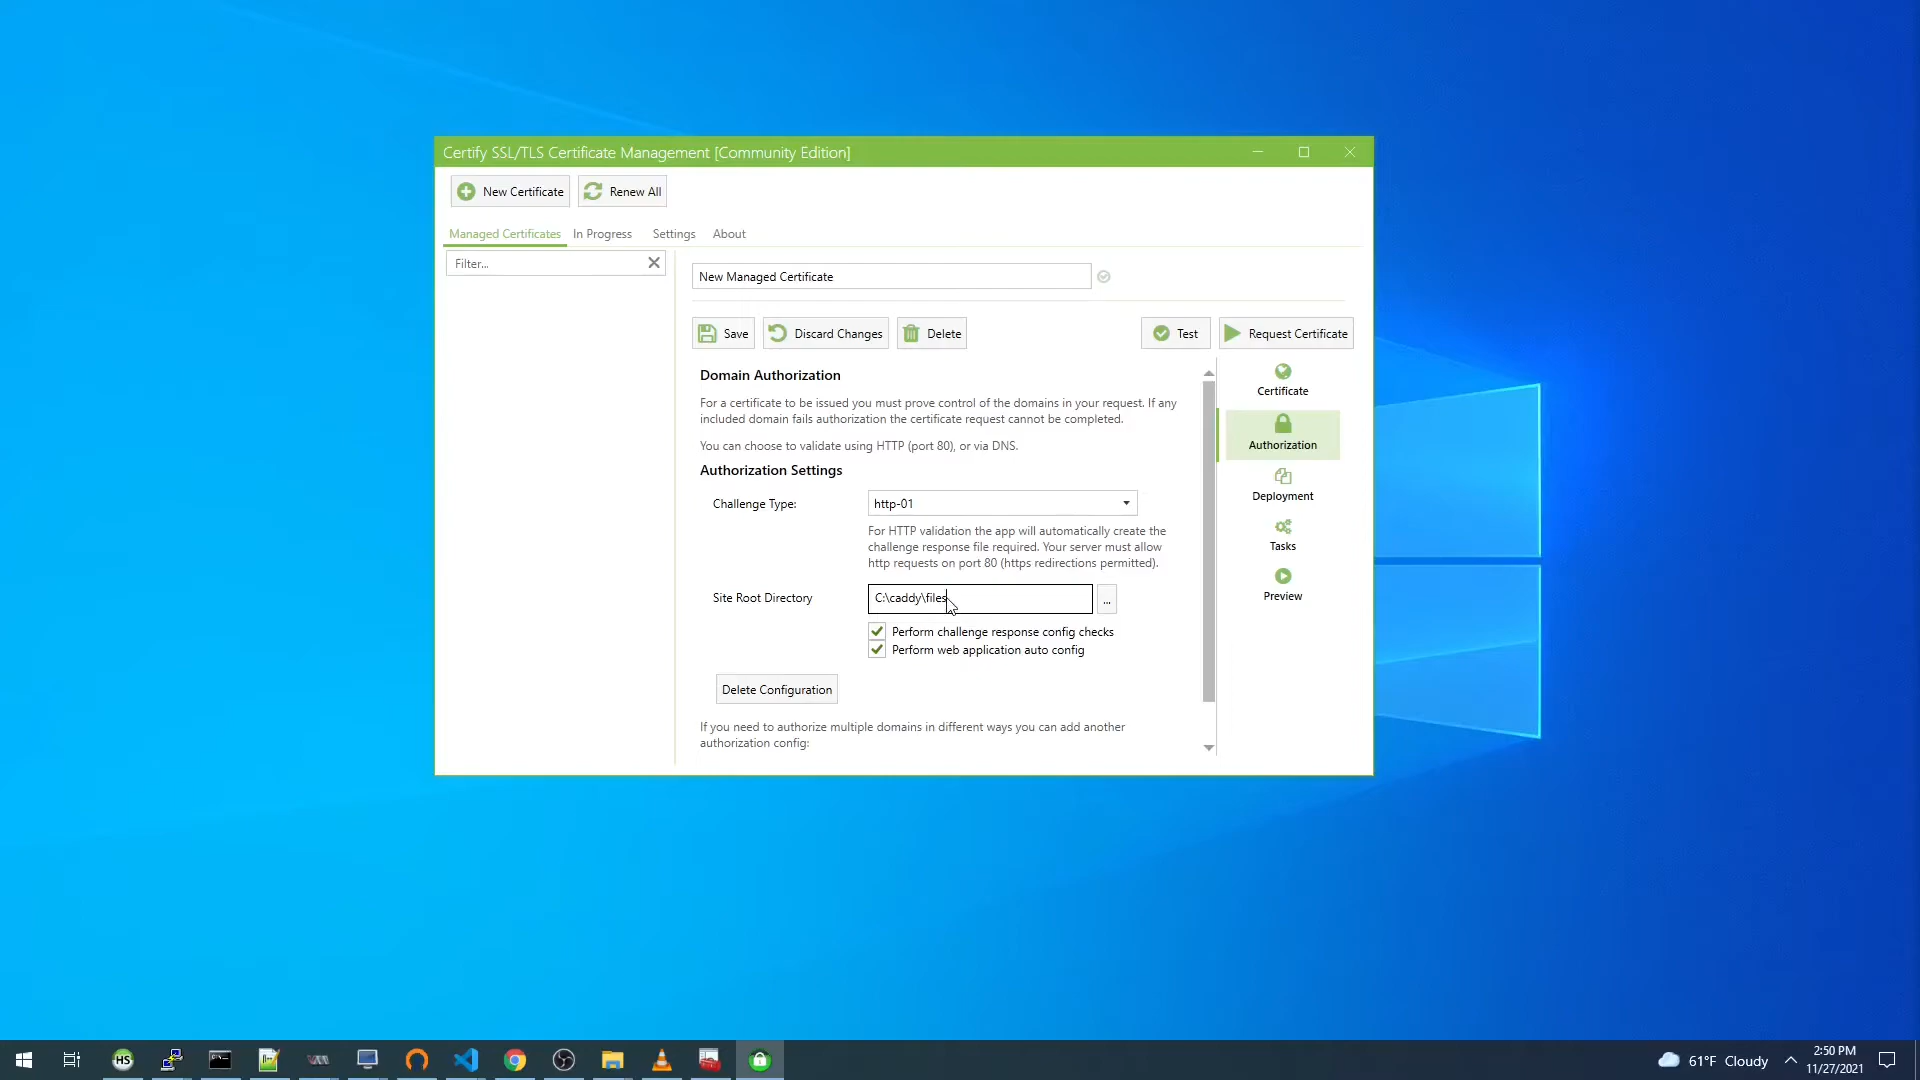 Certify SSL/TLS Certificate Management [Community Edition]
New Certificate
Renew All
Managed Certificates
In Progress
Settings
About
Filter...
New Managed Certificate
Save
Discard Changes
Delete
Test
Request Certificate
Domain Authorization
For a certificate to be issued you must prove control of the domains in your request. If any
included domain fails authorization the certificate request cannot be completed.
You can choose to validate using HTTP (port 80), or via DNS.
Authorization Settings
Challenge Type:
http-01
For HTTP validation the app will automatically create the
challenge response file required. Your server must allow
http requests on port 80 (https redirections permitted).
Site Root Directory
C:\caddy\files
...
Perform challenge response config checks
Perform web application auto config
Delete Configuration
If you need to authorize multiple domains in different ways you can add another
authorization config:
Certificate
Authorization
Deployment
Tasks
Preview
HS
61°F Cloudy
2:50 PM
11/27/2021